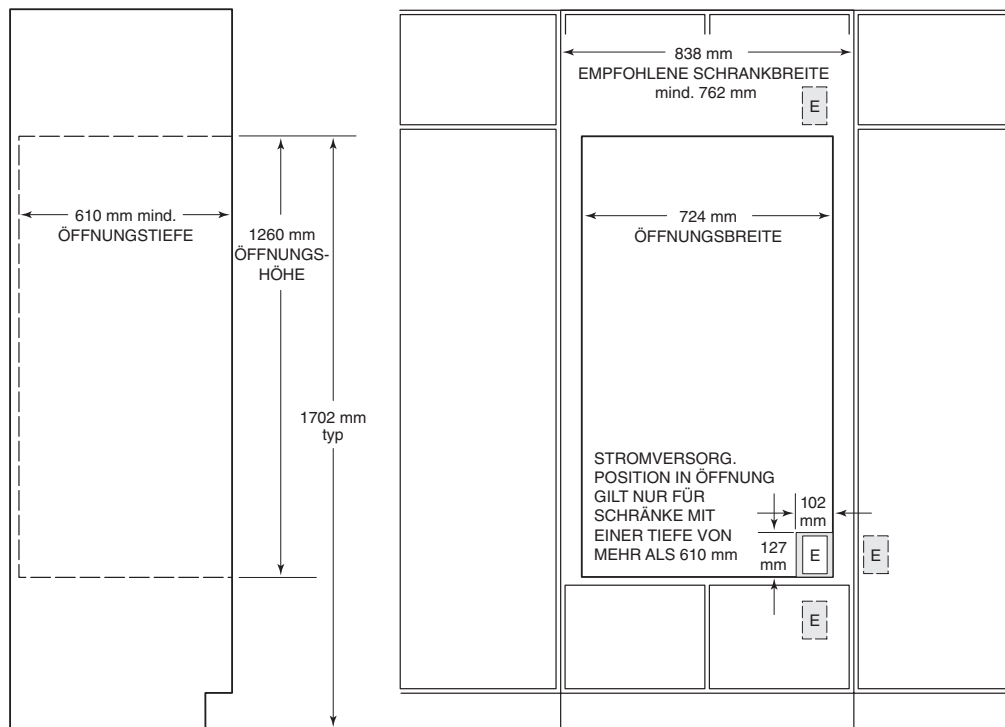 838 mm
EMPFOHLENE SCHRANKBREITE
mind. 762 mm
E
610 mm mind.
ÖFFNUNGSTIEFE
1260 mm
ÖFFNUNGS-
HÖHE
1702 mm
typ
724 mm
ÖFFNUNGSBREITE
STROMVERSORG.
POSITION IN ÖFFNUNG
GILT NUR FÜR
SCHRÄNKE MIT
EINER TIEFE VON
MEHR ALS 610 mm
102
mm
127
mm
E
E
E